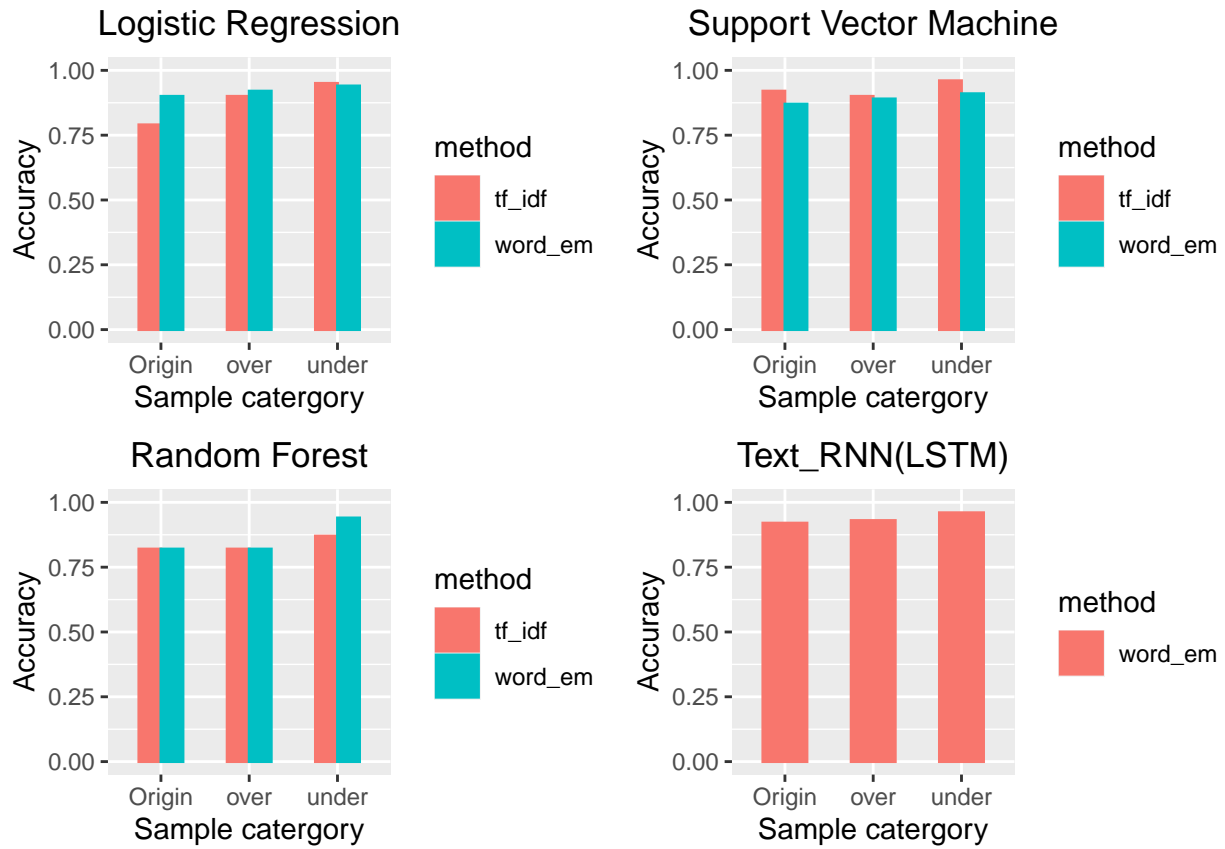 Logistic Regression
1.00
0.75
0.50
0.25
0.00
Accuracy
Origin over under
Sample catergory
method
tf_idf
word_em
Support Vector Machine
1.00
0.75
0.50
0.25
0.00
Accuracy
Origin over under
Sample catergory
method
tf_idf
word_em
Random Forest
1.00
0.75
0.50
0.25
0.00
Accuracy
Origin over under
Sample catergory
method
tf_idf
word_em
Text_RNN(LSTM)
1.00
0.75
0.50
0.25
0.00
Accuracy
Origin over under
Sample catergory
method
word_em